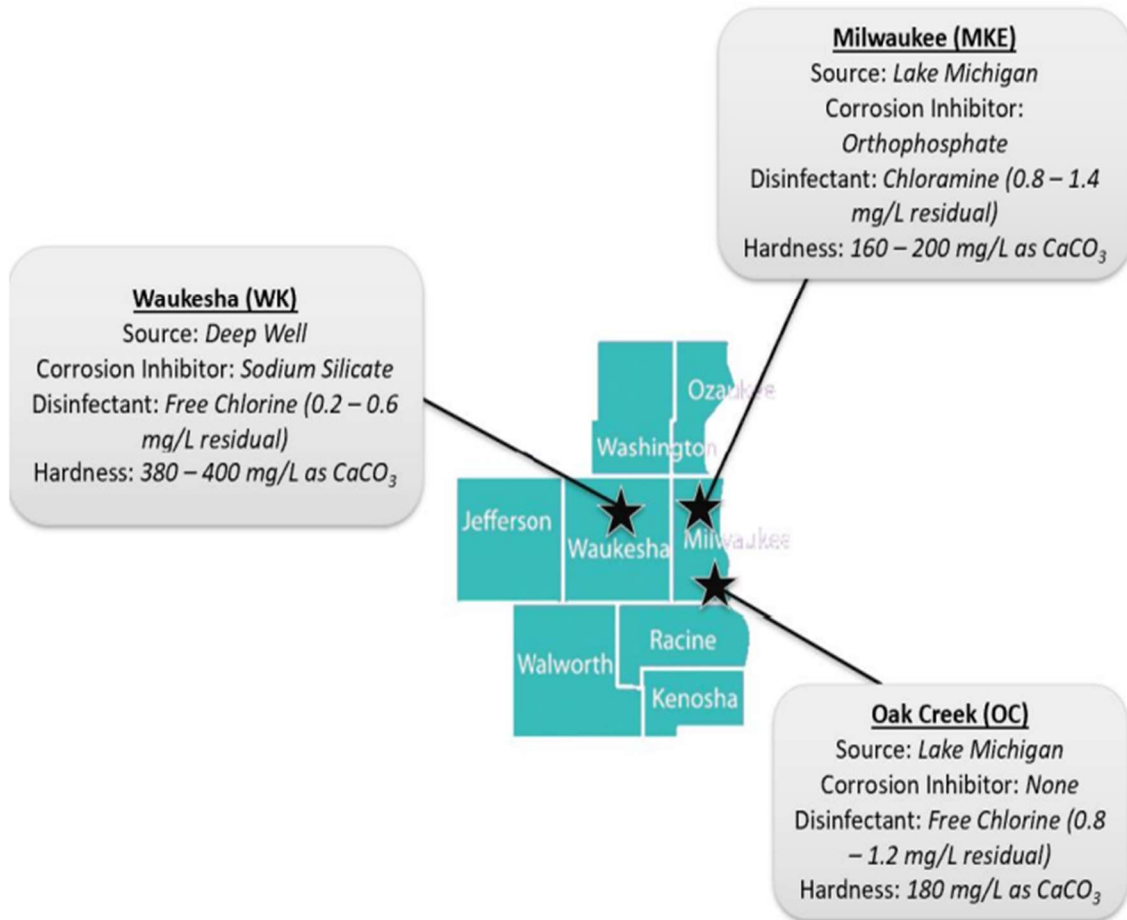 Milwaukee (MKE)
Source: Lake Michigan
Corrosion Inhibitor:
Orthophosphate
Disinfectant: Chloramine (0.8 – 1.4
mg/L residual)
Hardness: 160 – 200 mg/L as CaCO₃
Waukesha (WK)
Source: Deep Well
Corrosion Inhibitor: Sodium Silicate
Disinfectant: Free Chlorine (0.2 – 0.6
mg/L residual)
Hardness: 380 – 400 mg/L as CaCO₃
Ozaukee
Washington
Jefferson
Waukesha
Milwaukee
Racine
Walworth
Kenosha
Oak Creek (OC)
Source: Lake Michigan
Corrosion Inhibitor: None
Disinfectant: Free Chlorine (0.8
– 1.2 mg/L residual)
Hardness: 180 mg/L as CaCO₃